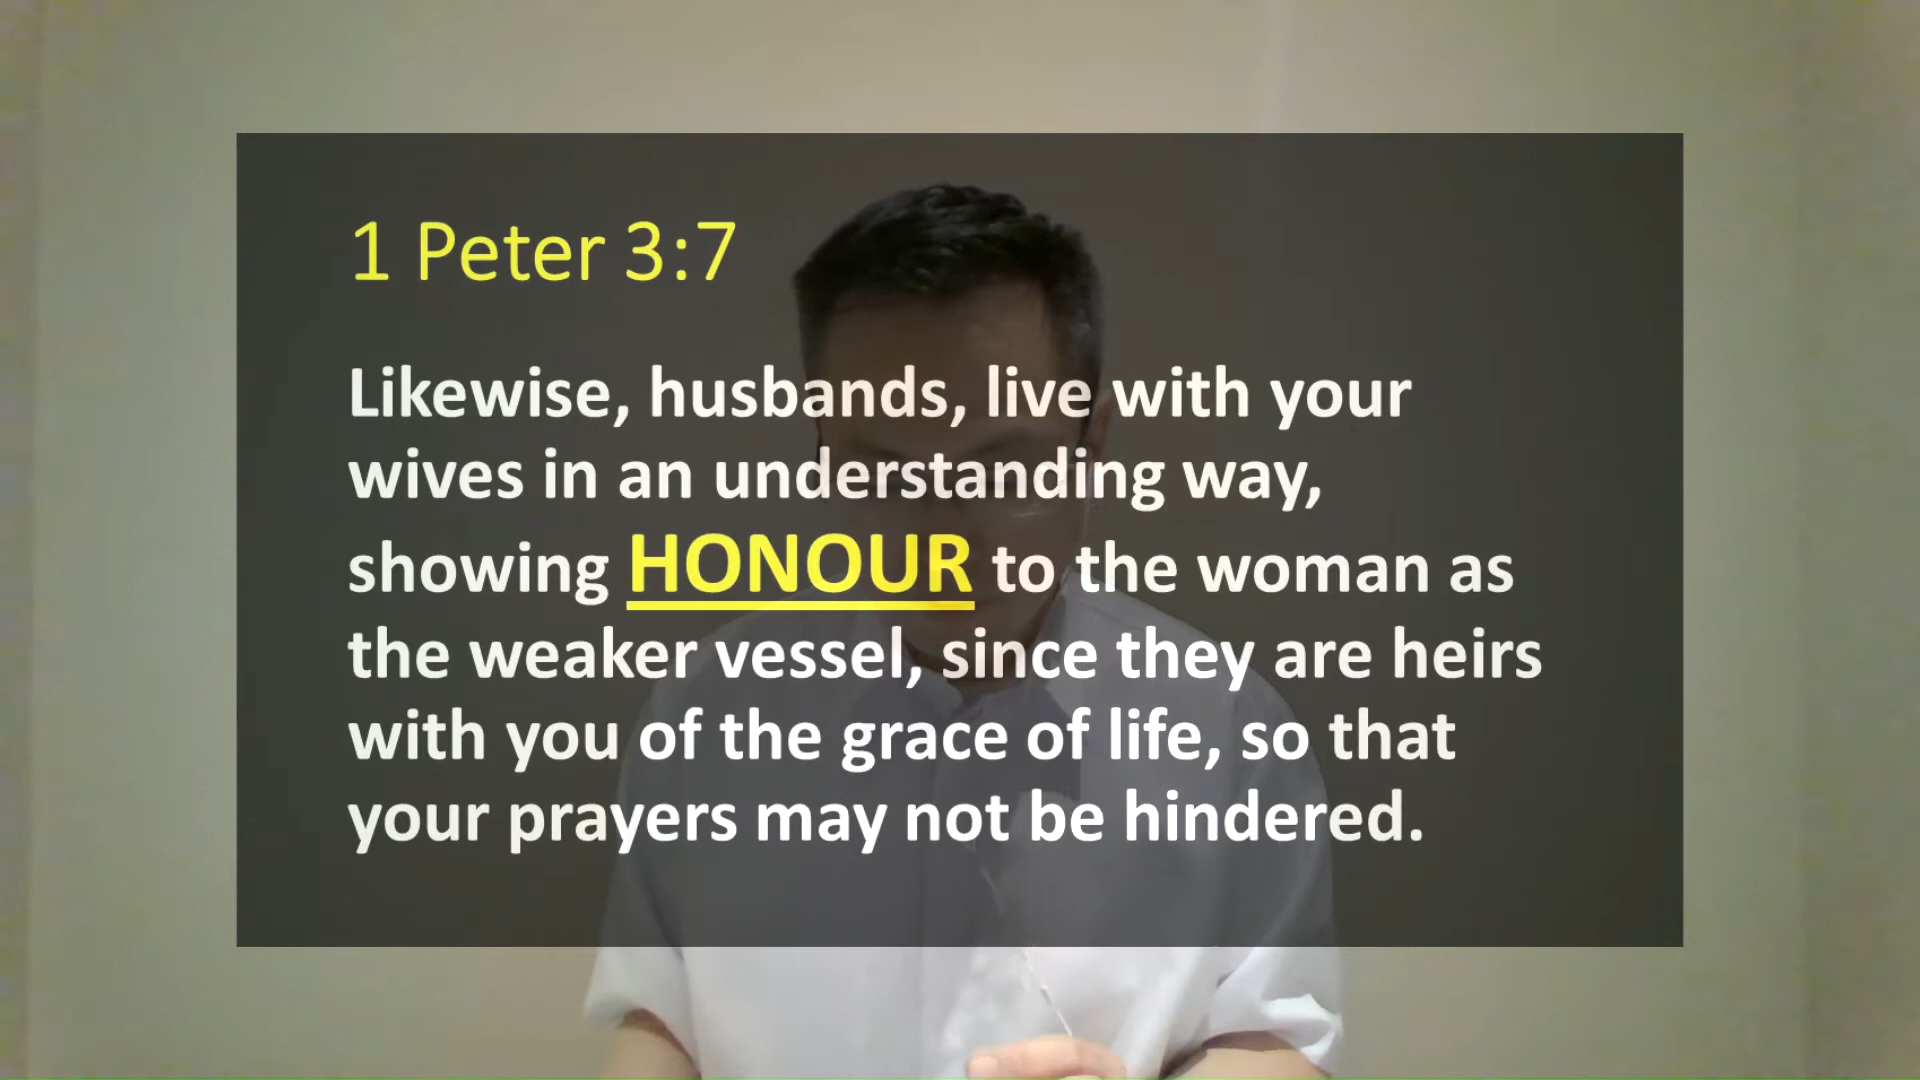 1 Peter 3:7
Likewise, husbands, live with your
wives in an understanding way,
showing HONOUR to the woman as
the weaker vessel, since they are heirs
with you of the grace of life, so that
your prayers may not be hindered.